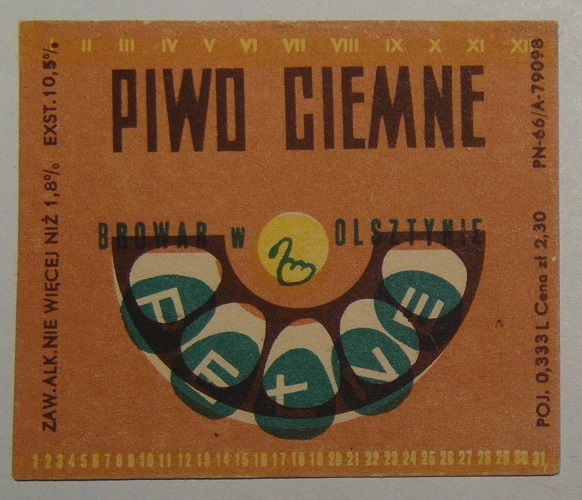 I II III IV V VI VII VIII IX X XI XII
PIWO CIEMNE
BROWAR w OLSZTYNIE
ZAW. ALK. NIE WIĘCEJ NIŻ 1,8% EXST. 10,5%
POJ. 0,333 L Cena zł 2,30 PN-66/A-79098
1 2 3 4 5 6 7 8 9 10 11 12 13 14 15 16 17 18 19 20 21 22 23 24 25 26 27 28 29 30 31